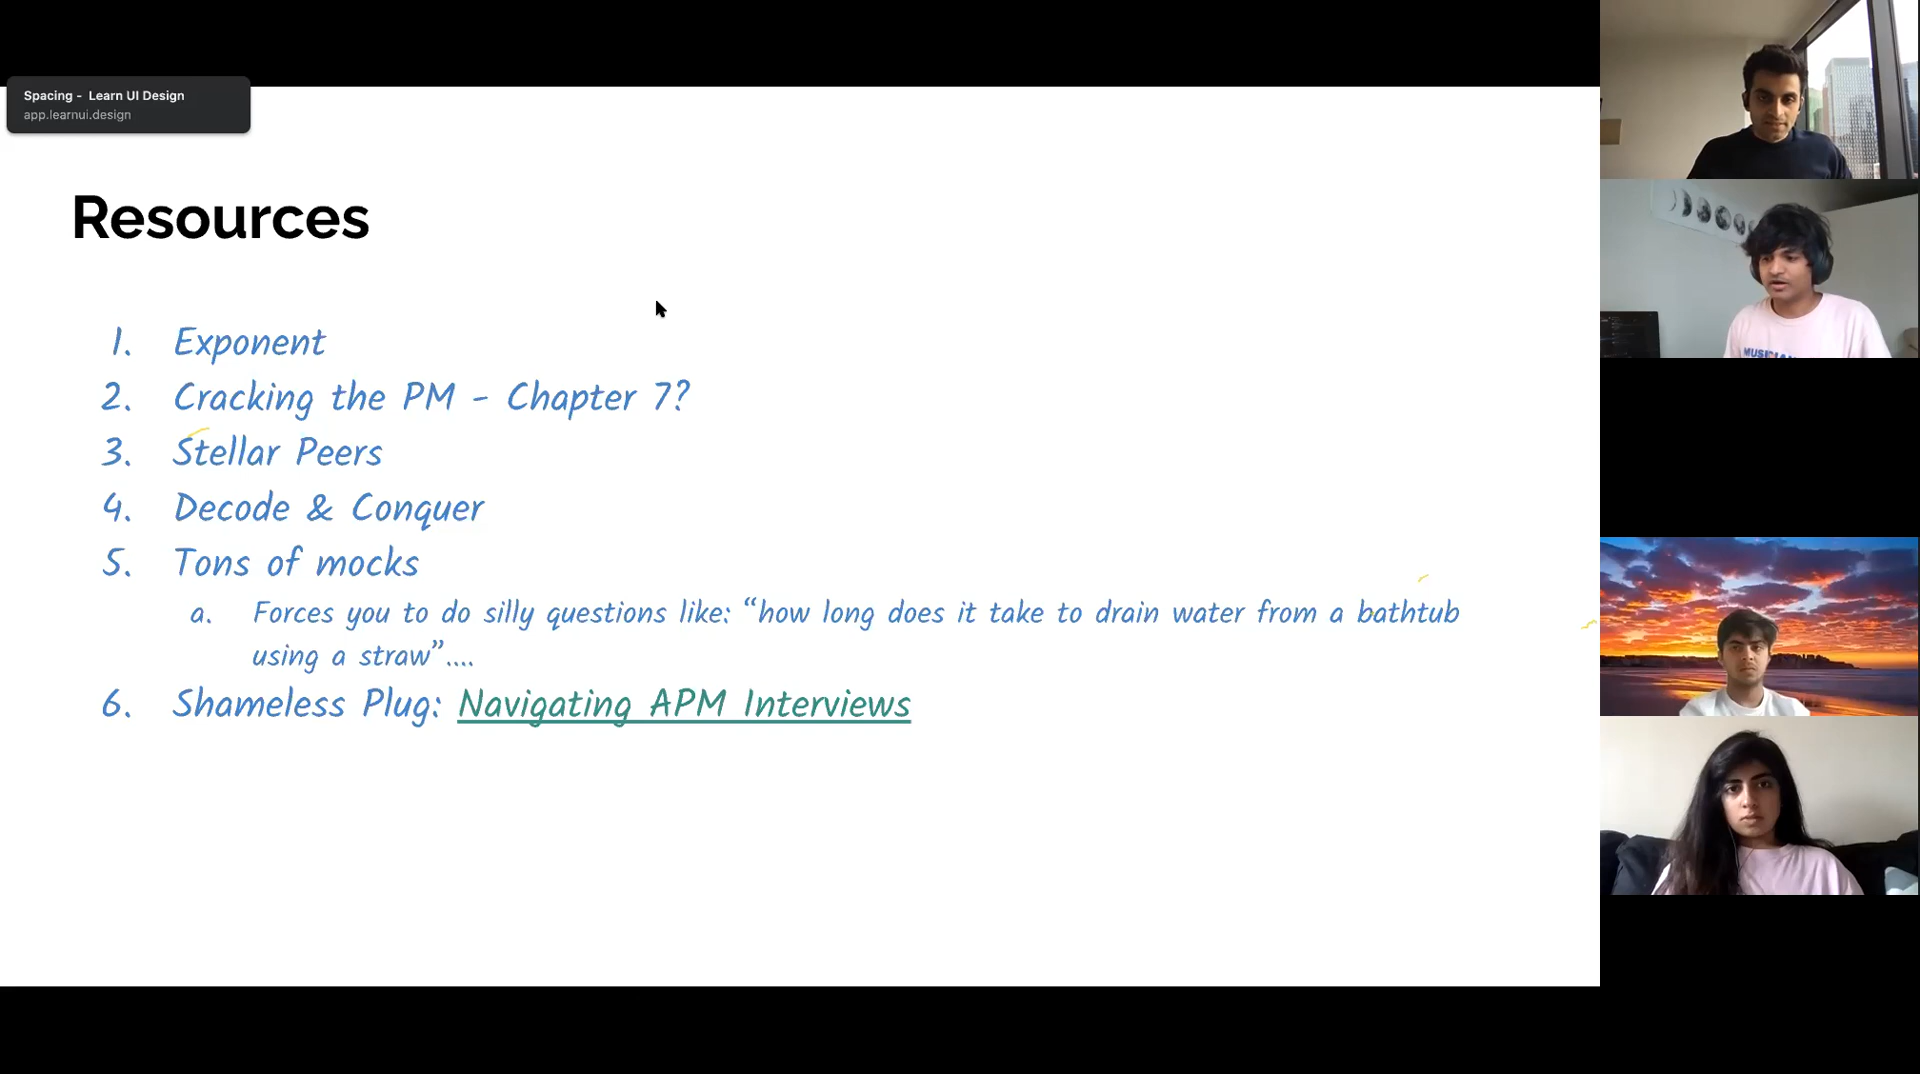 Spacing - Learn UI Design
app.learnui.design
Resources
1. Exponent
2. Cracking the PM - Chapter 7?
3. Stellar Peers
4. Decode & Conquer
5. Tons of mocks
a. Forces you to do silly questions like: “how long does it take to drain water from a bathtub
using a straw”....
6. Shameless Plug: Navigating APM Interviews